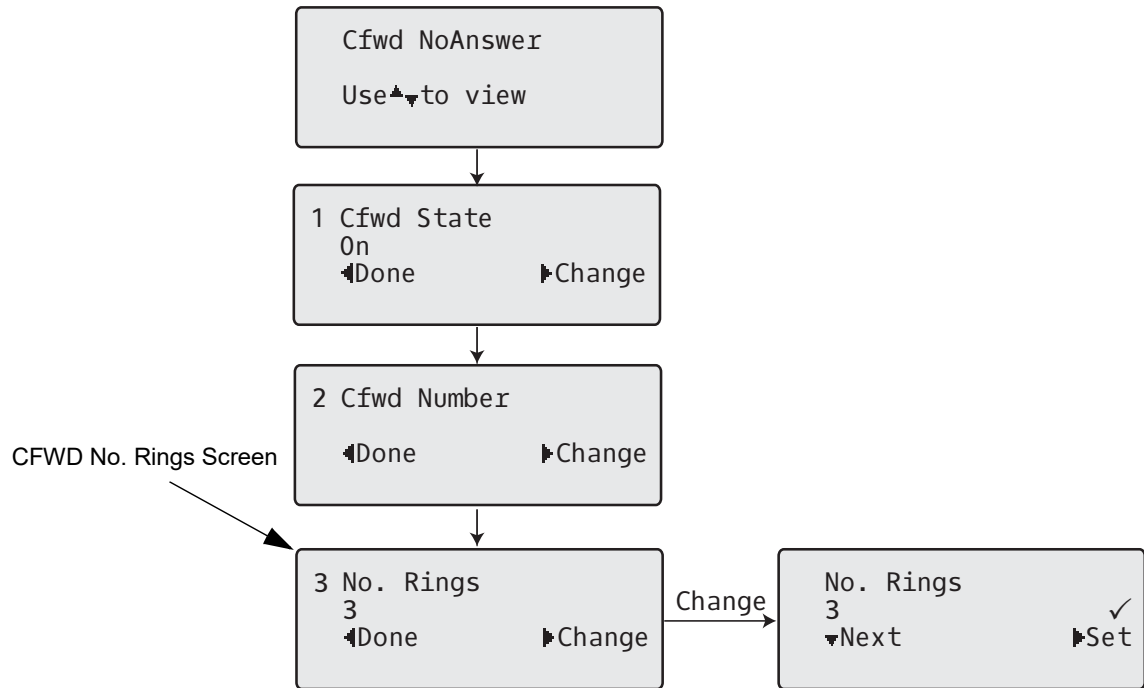 Cfwd NoAnswer
Use▲▼to view
1 Cfwd State
On
◀Done ▶Change
2 Cfwd Number
◀Done ▶Change
CFWD No. Rings Screen
3 No. Rings
3
◀Done ▶Change
Change
No. Rings
3 ✓
▼Next ▶Set